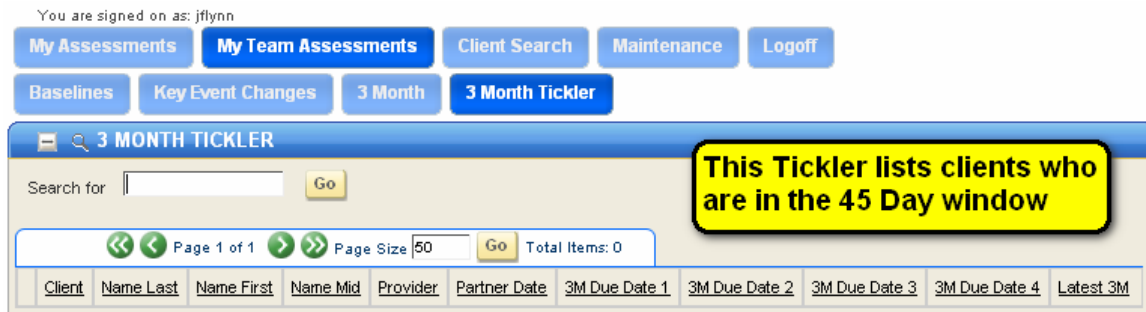 You are signed on as: jflynn
My Assessments My Team Assessments Client Search Maintenance Logoff
Baselines Key Event Changes 3 Month 3 Month Tickler
3 MONTH TICKLER
This Tickler lists clients who
are in the 45 Day window
Search for Go
Page 1 of 1 Page Size 50 Go Total Items: 0
Client Name Last Name First Name Mid Provider Partner Date 3M Due Date 1 3M Due Date 2 3M Due Date 3 3M Due Date 4 Latest 3M